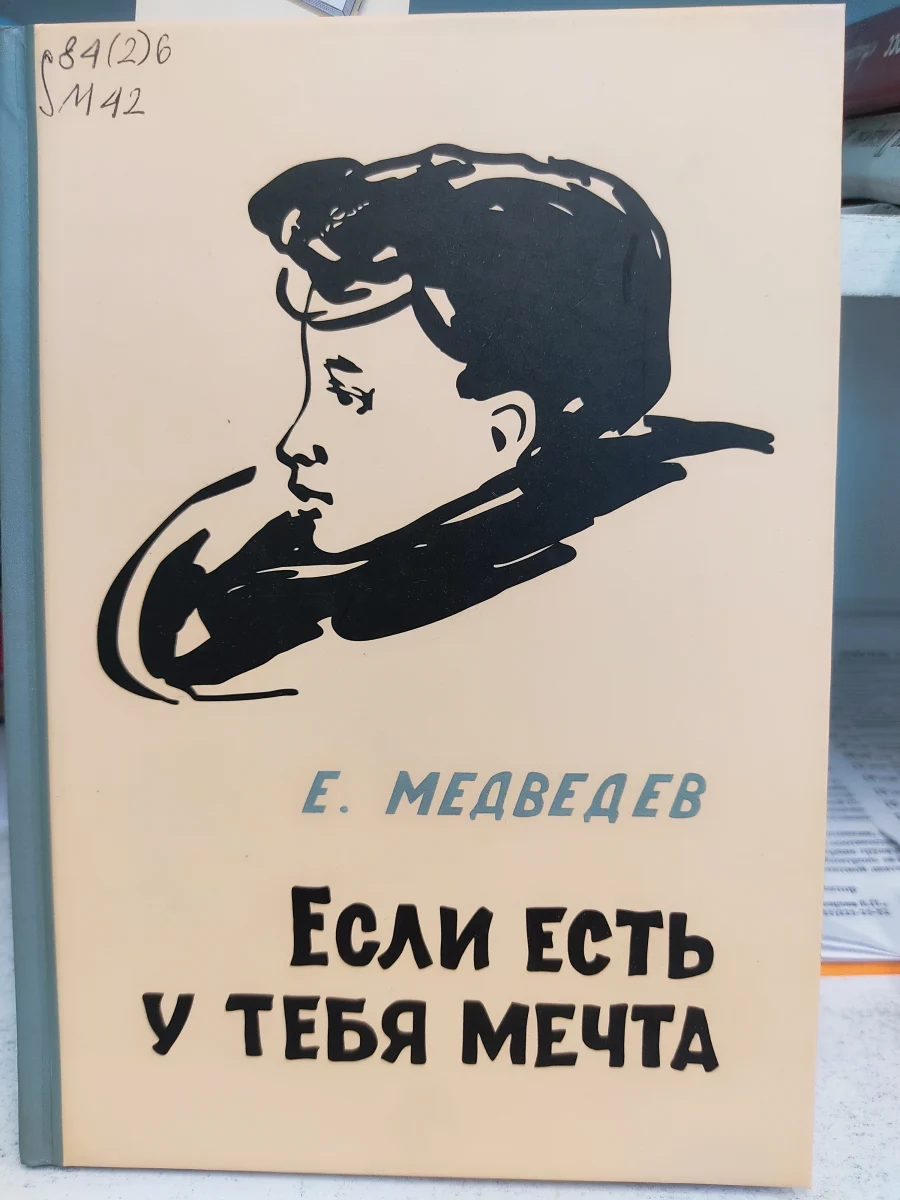 84(2)6
М42
Е. МЕДВЕДЕВ
ЕСЛИ ЕСТЬ
У ТЕБЯ МЕЧТА